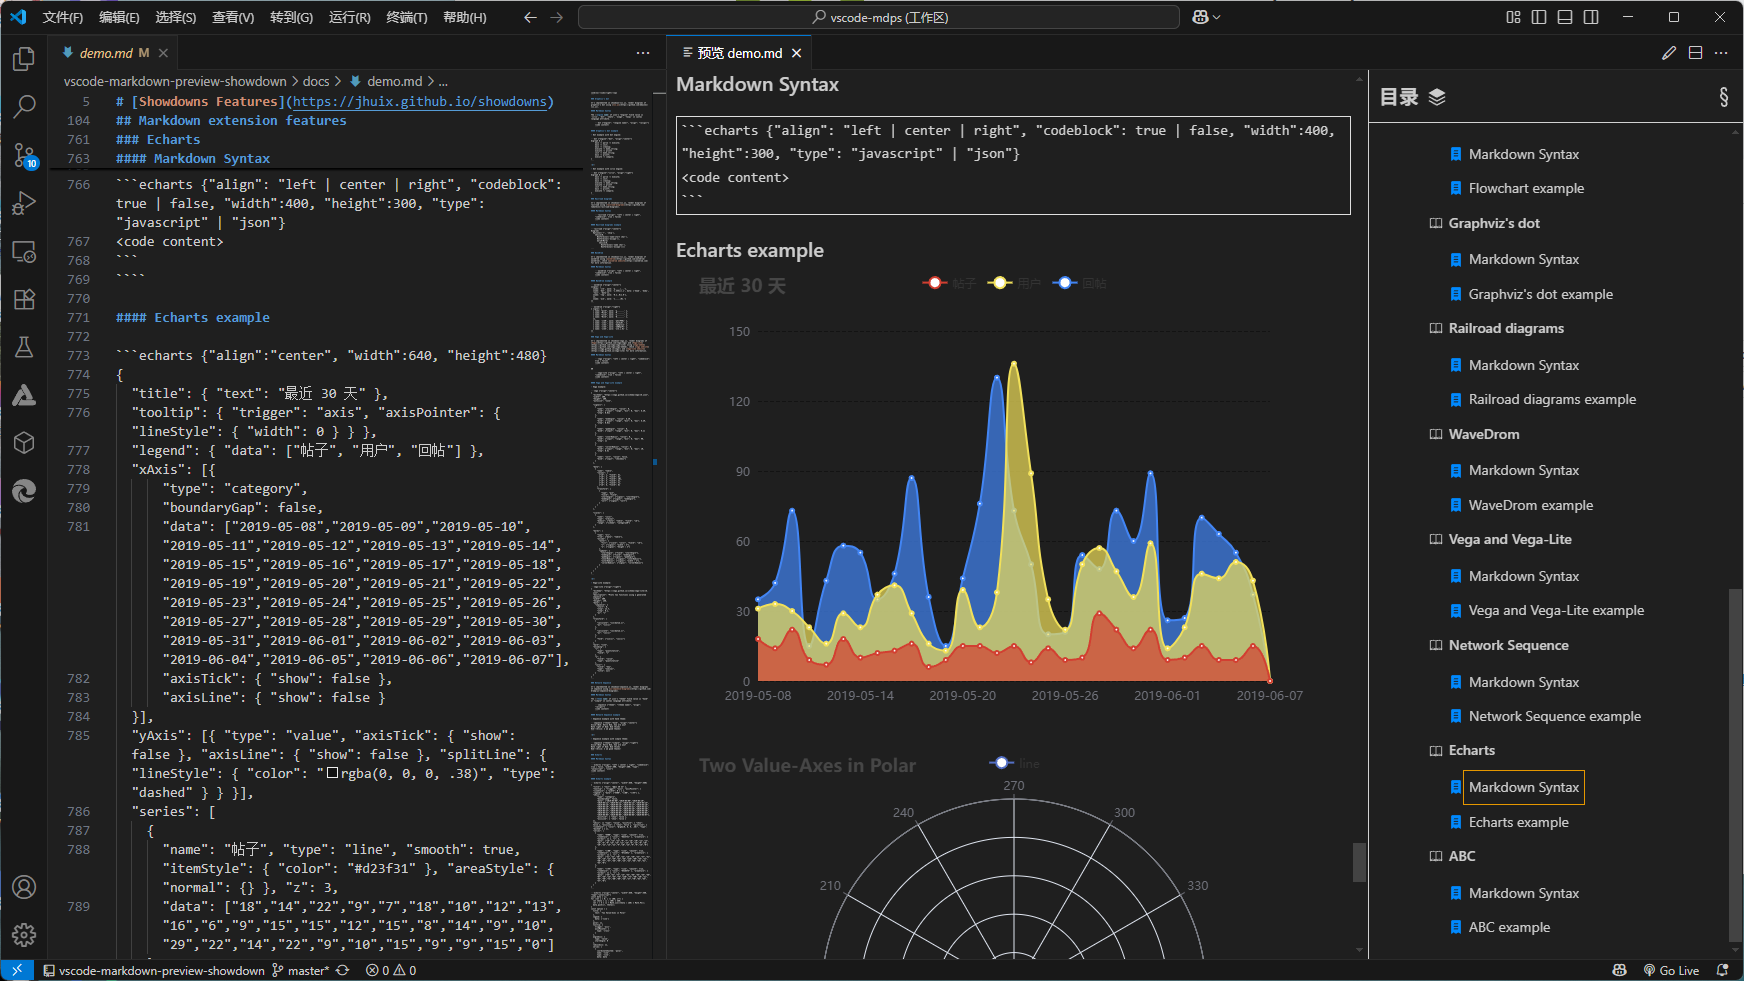 文件(F) 编辑(E) 选择(S) 查看(V) 转到(G) 运行(R) 终端(T) 帮助(H)
vscode-mdps (工作区)
demo.md M
vscode-markdown-preview-showdown > docs > demo.md > ...
5 # [Showdowns Features](https://jhuix.github.io/showdowns)
104 ## Markdown extension features
761 ### Echarts
763 #### Markdown Syntax
766 ```echarts {"align": "left | center | right", "codeblock":
true | false, "width":400, "height":300, "type":
"javascript" | "json"}
767 <code content>
768 ```
769 ````
770
771 #### Echarts example
772
773 ```echarts {"align":"center", "width":640, "height":480}
774 {
775 "title": { "text": "最近 30 天" },
776 "tooltip": { "trigger": "axis", "axisPointer": {
"lineStyle": { "width": 0 } } },
777 "legend": { "data": ["帖子", "用户", "回帖"] },
778 "xAxis": [{
779 "type": "category",
780 "boundaryGap": false,
781 "data": ["2019-05-08","2019-05-09","2019-05-10",
"2019-05-11","2019-05-12","2019-05-13","2019-05-14",
"2019-05-15","2019-05-16","2019-05-17","2019-05-18",
"2019-05-19","2019-05-20","2019-05-21","2019-05-22",
"2019-05-23","2019-05-24","2019-05-25","2019-05-26",
"2019-05-27","2019-05-28","2019-05-29","2019-05-30",
"2019-05-31","2019-06-01","2019-06-02","2019-06-03",
"2019-06-04","2019-06-05","2019-06-06","2019-06-07"],
782 "axisTick": { "show": false },
783 "axisLine": { "show": false }
784 }],
785 "yAxis": [{ "type": "value", "axisTick": { "show":
false }, "axisLine": { "show": false }, "splitLine": {
"lineStyle": { "color": "rgba(0, 0, 0, .38)", "type":
"dashed" } } }],
786 "series": [
787 {
788 "name": "帖子", "type": "line", "smooth": true,
"itemStyle": { "color": "#d23f31" }, "areaStyle": {
"normal": {} }, "z": 3,
789 "data": ["18","14","22","9","7","18","10","12","13",
"16","6","9","15","15","12","15","8","14","9","10",
"29","22","14","22","9","10","15","9","9","15","0"]
预览 demo.md
Markdown Syntax
```echarts {"align": "left | center | right", "codeblock": true | false, "width":400,
"height":300, "type": "javascript" | "json"}
<code content>
```
Echarts example
最近 30 天
帖子 用户 回帖
150
120
90
60
30
0
2019-05-08 2019-05-14 2019-05-20 2019-05-26 2019-06-01 2019-06-07
Two Value-Axes in Polar
line
270
240 300
210 330
目录 §
Markdown Syntax
Flowchart example
Graphviz's dot
Markdown Syntax
Graphviz's dot example
Railroad diagrams
Markdown Syntax
Railroad diagrams example
WaveDrom
Markdown Syntax
WaveDrom example
Vega and Vega-Lite
Markdown Syntax
Vega and Vega-Lite example
Network Sequence
Markdown Syntax
Network Sequence example
Echarts
Markdown Syntax
Echarts example
ABC
Markdown Syntax
ABC example
10
vscode-markdown-preview-showdown master* 0 0 Go Live